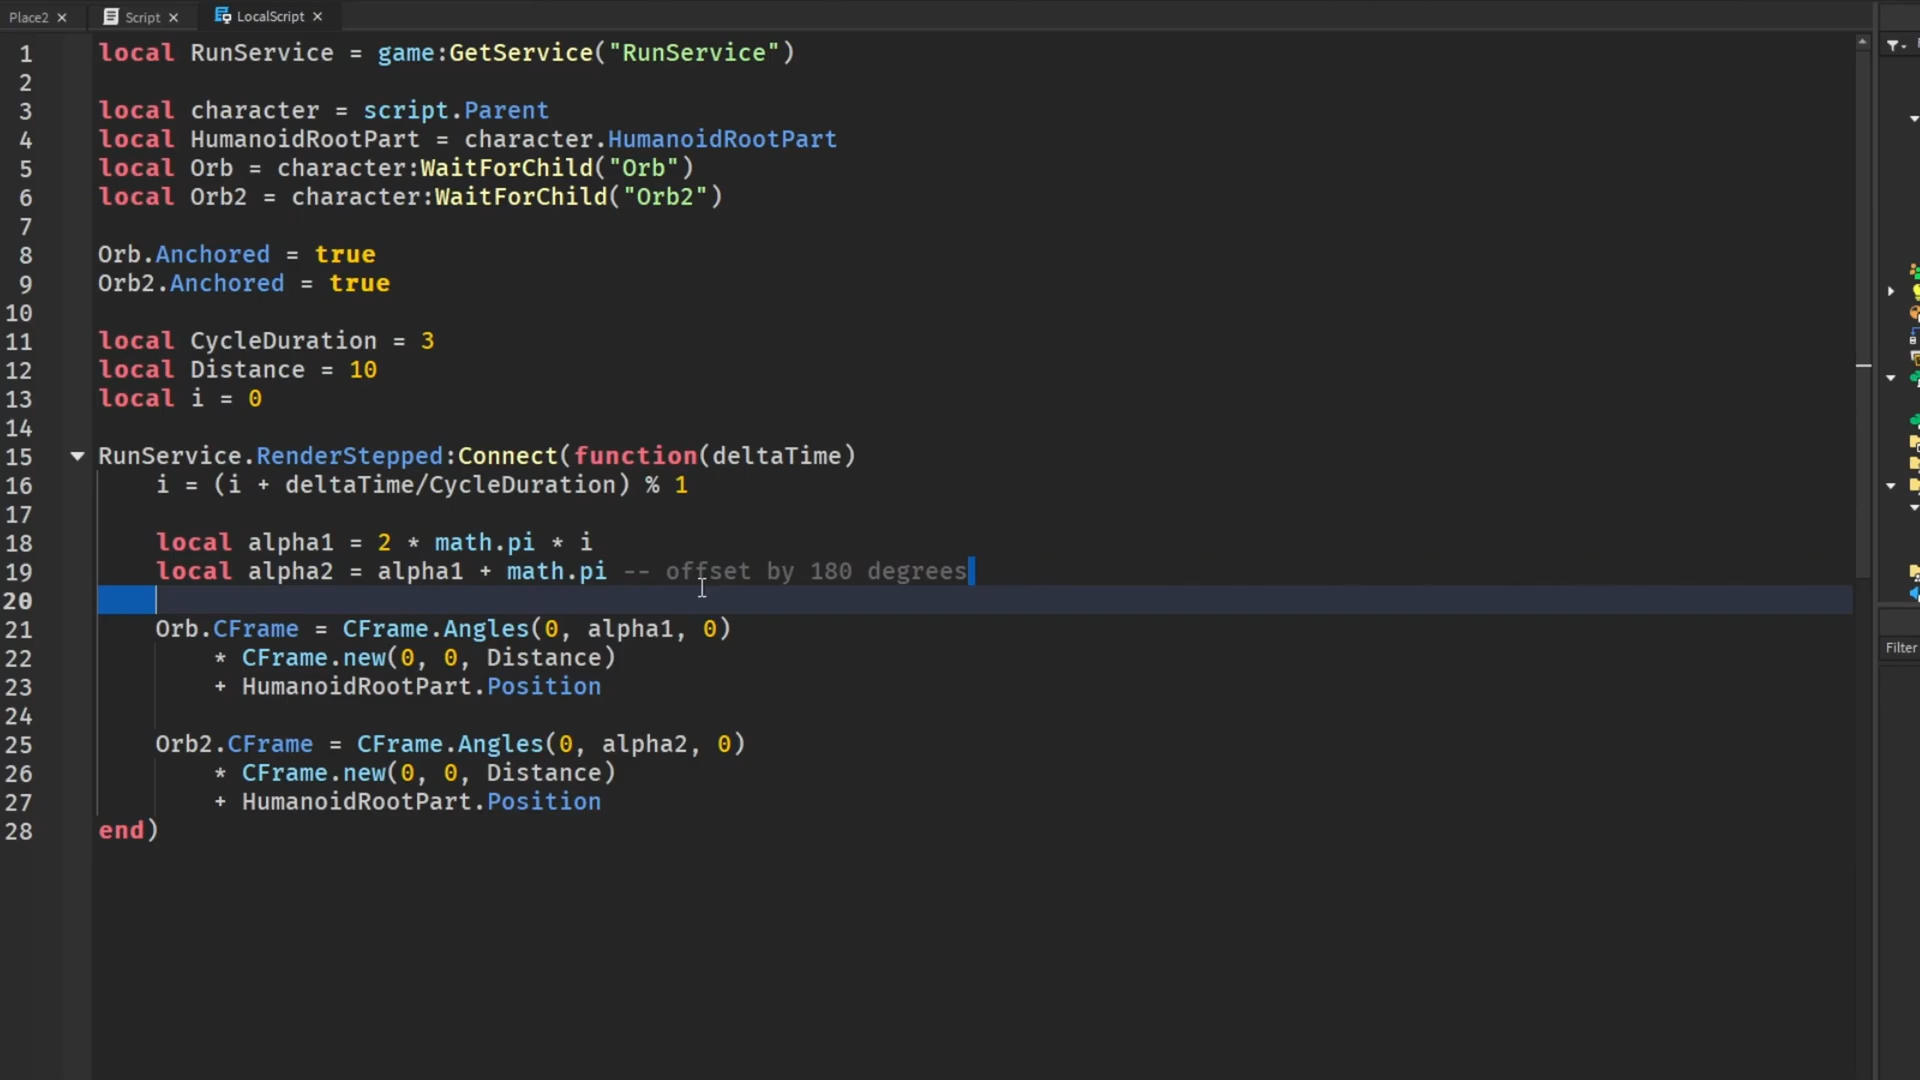 Place2 × Script × LocalScript ×
1 local RunService = game:GetService("RunService")
2
3 local character = script.Parent
4 local HumanoidRootPart = character.HumanoidRootPart
5 local Orb = character:WaitForChild("Orb")
6 local Orb2 = character:WaitForChild("Orb2")
7
8 Orb.Anchored = true
9 Orb2.Anchored = true
10
11 local CycleDuration = 3
12 local Distance = 10
13 local i = 0
14
15 RunService.RenderStepped:Connect(function(deltaTime)
16 i = (i + deltaTime/CycleDuration) % 1
17
18 local alpha1 = 2 * math.pi * i
19 local alpha2 = alpha1 + math.pi -- offset by 180 degrees
20
21 Orb.CFrame = CFrame.Angles(0, alpha1, 0)
22 * CFrame.new(0, 0, Distance)
23 + HumanoidRootPart.Position
24
25 Orb2.CFrame = CFrame.Angles(0, alpha2, 0)
26 * CFrame.new(0, 0, Distance)
27 + HumanoidRootPart.Position
28 end)
Filter